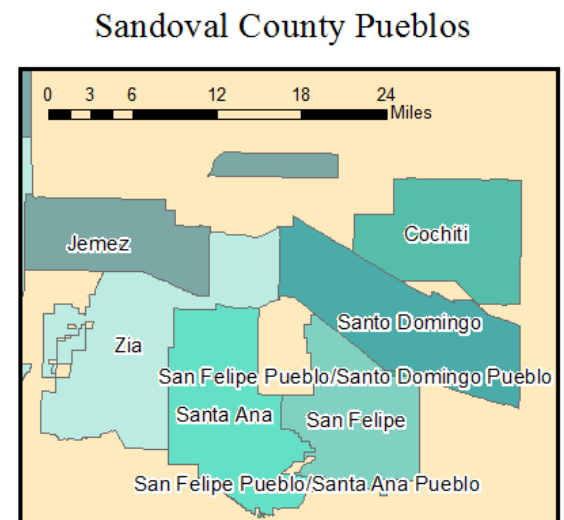 Sandoval County Pueblos
0 3 6 12 18 24
Miles
Jemez
Cochiti
Santo Domingo
Zia
San Felipe Pueblo/Santo Domingo Pueblo
Santa Ana
San Felipe
San Felipe Pueblo/Santa Ana Pueblo